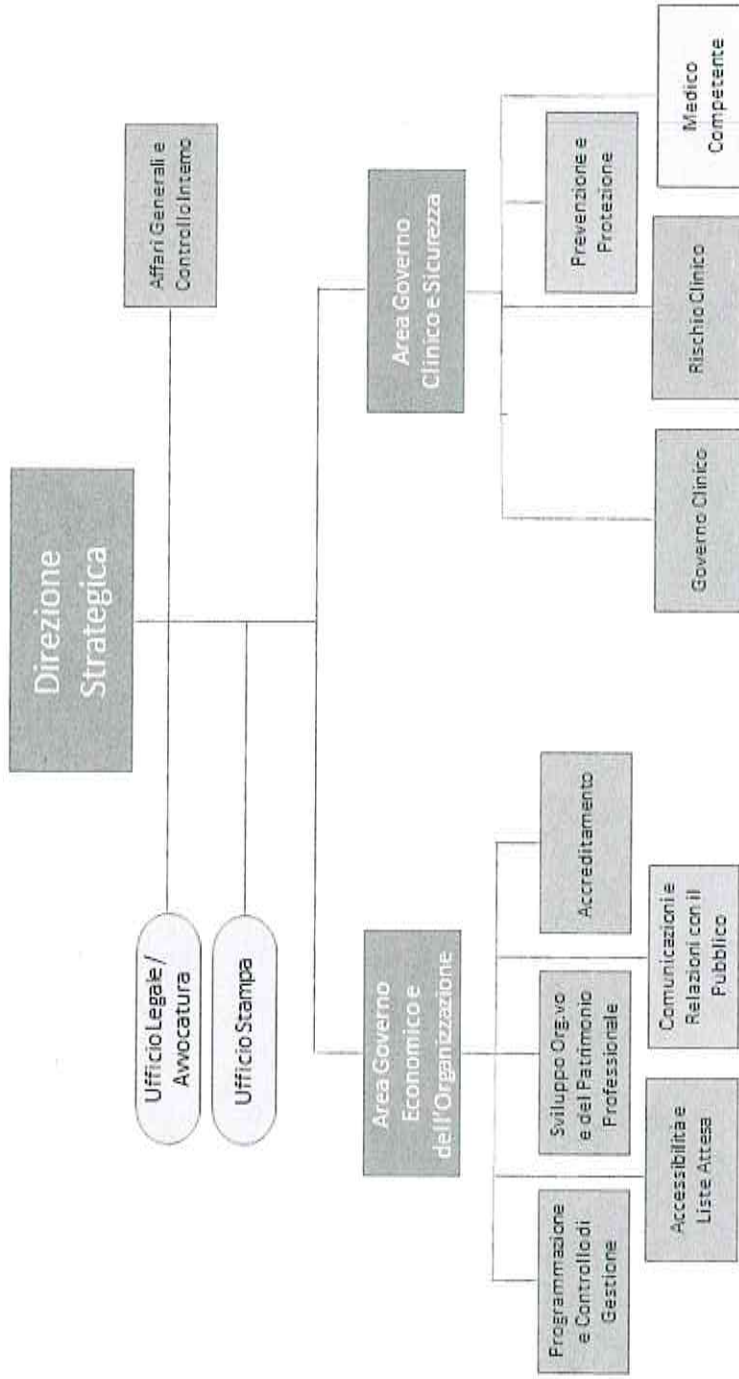 Direzione
Strategica
Affari Generali e
Controllo Interno
Ufficio Legale/
Avvocatura
Ufficio Stampa
Area Governo
Economico e
dell'Organizzazione
Area Governo
Clinico e Sicurezza
Programmazione
e Controllo di
Gestione
Sviluppo Org.vo
e del Patrimonio
Professionale
Accreditamento
Accessibilità e
Liste Attesa
Comunicazioni e
Relazioni con il
Pubblico
Prevenzione e
Protezione
Governo Clinico
Rischio Clinico
Medico
Competente